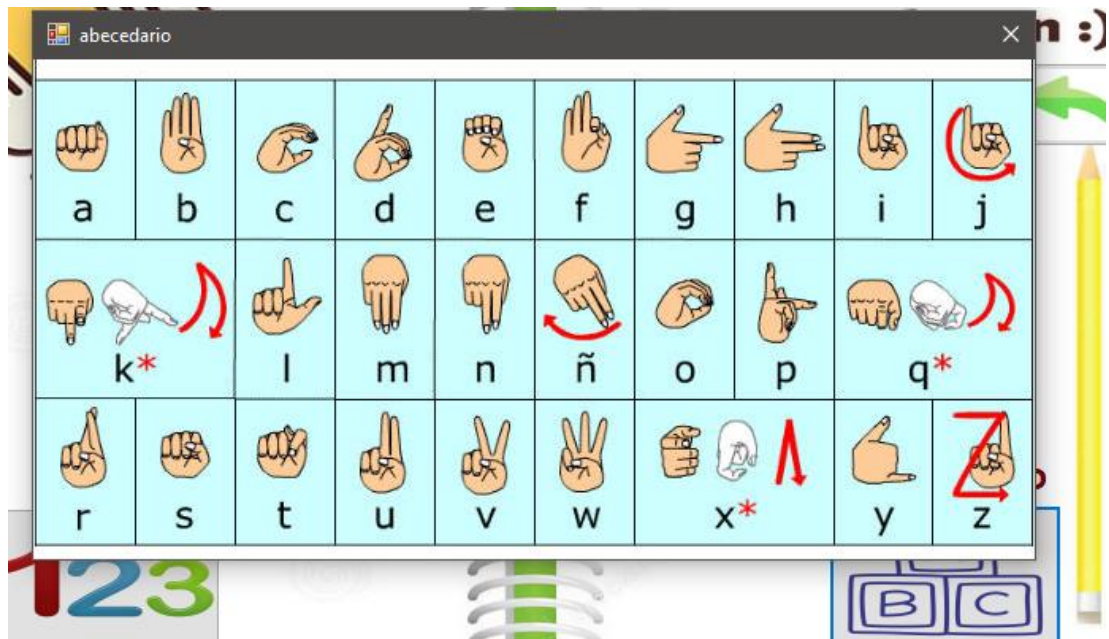 abecedario
n :)
a b c d e f g h i j
k* l m n ñ o p q*
r s t u v w x* y z
123
B C